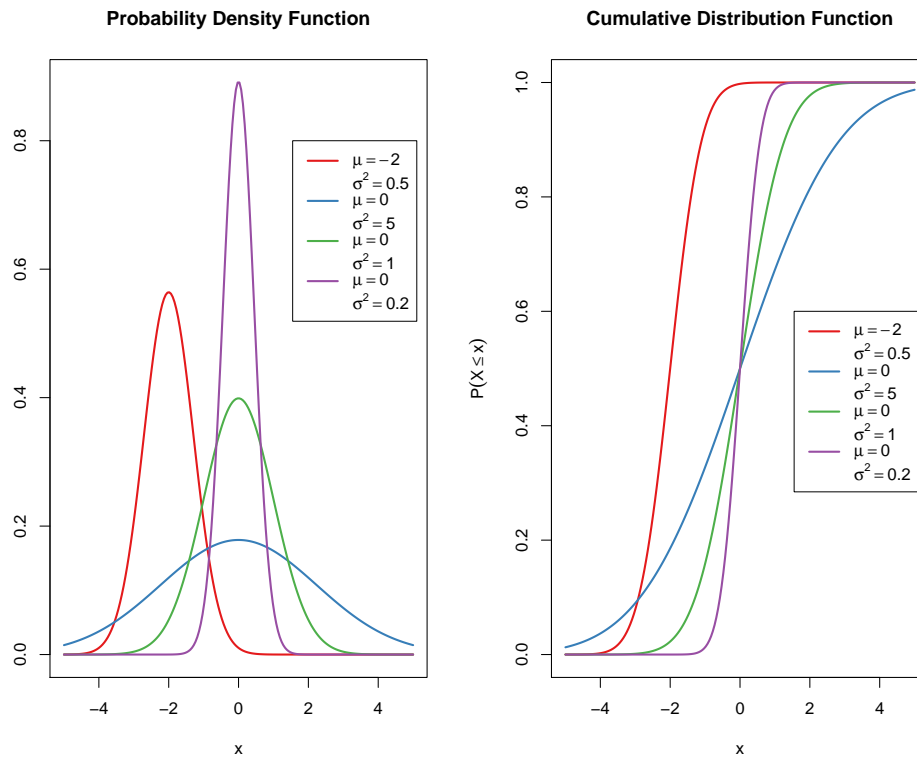 Probability Density Function
0.0
0.2
0.4
0.6
0.8
−4
−2
0
2
4
x
μ = −2
σ² = 0.5
μ = 0
σ² = 5
μ = 0
σ² = 1
μ = 0
σ² = 0.2
Cumulative Distribution Function
P(X ≤ x)
0.0
0.2
0.4
0.6
0.8
1.0
−4
−2
0
2
4
x
μ = −2
σ² = 0.5
μ = 0
σ² = 5
μ = 0
σ² = 1
μ = 0
σ² = 0.2